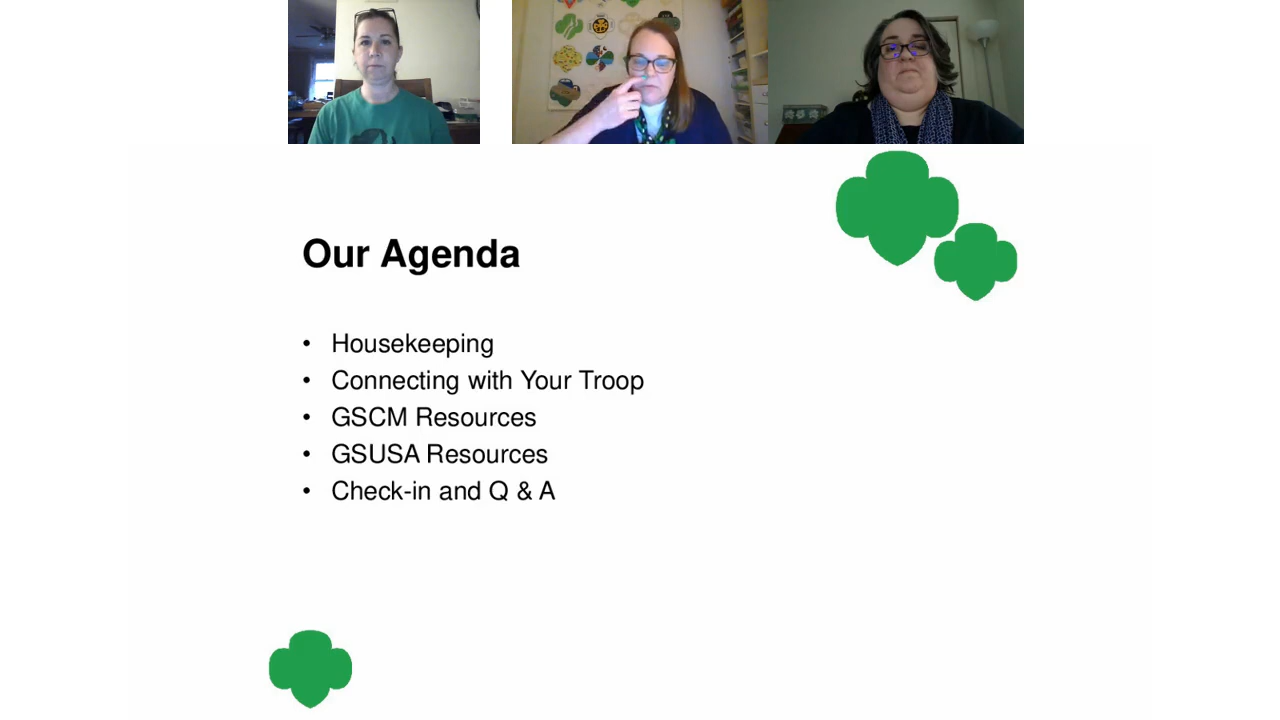 Our Agenda
• Housekeeping
• Connecting with Your Troop
• GSCM Resources
• GSUSA Resources
• Check-in and Q & A